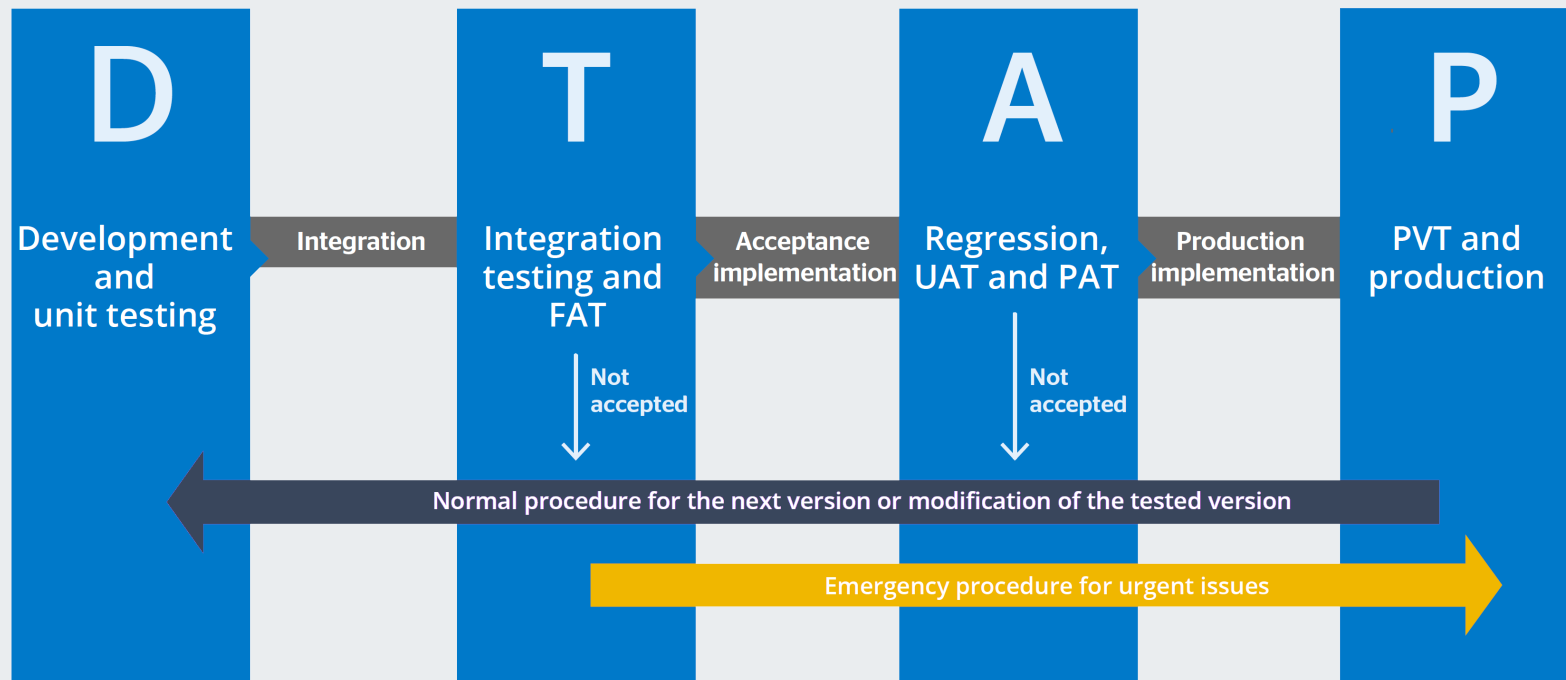 D
Development
and
unit testing
Integration
T
Integration
testing and
FAT
Not
accepted
Acceptance
implementation
A
Regression,
UAT and PAT
Not
accepted
Production
implementation
P
PVT and
production
Normal procedure for the next version or modification of the tested version
Emergency procedure for urgent issues